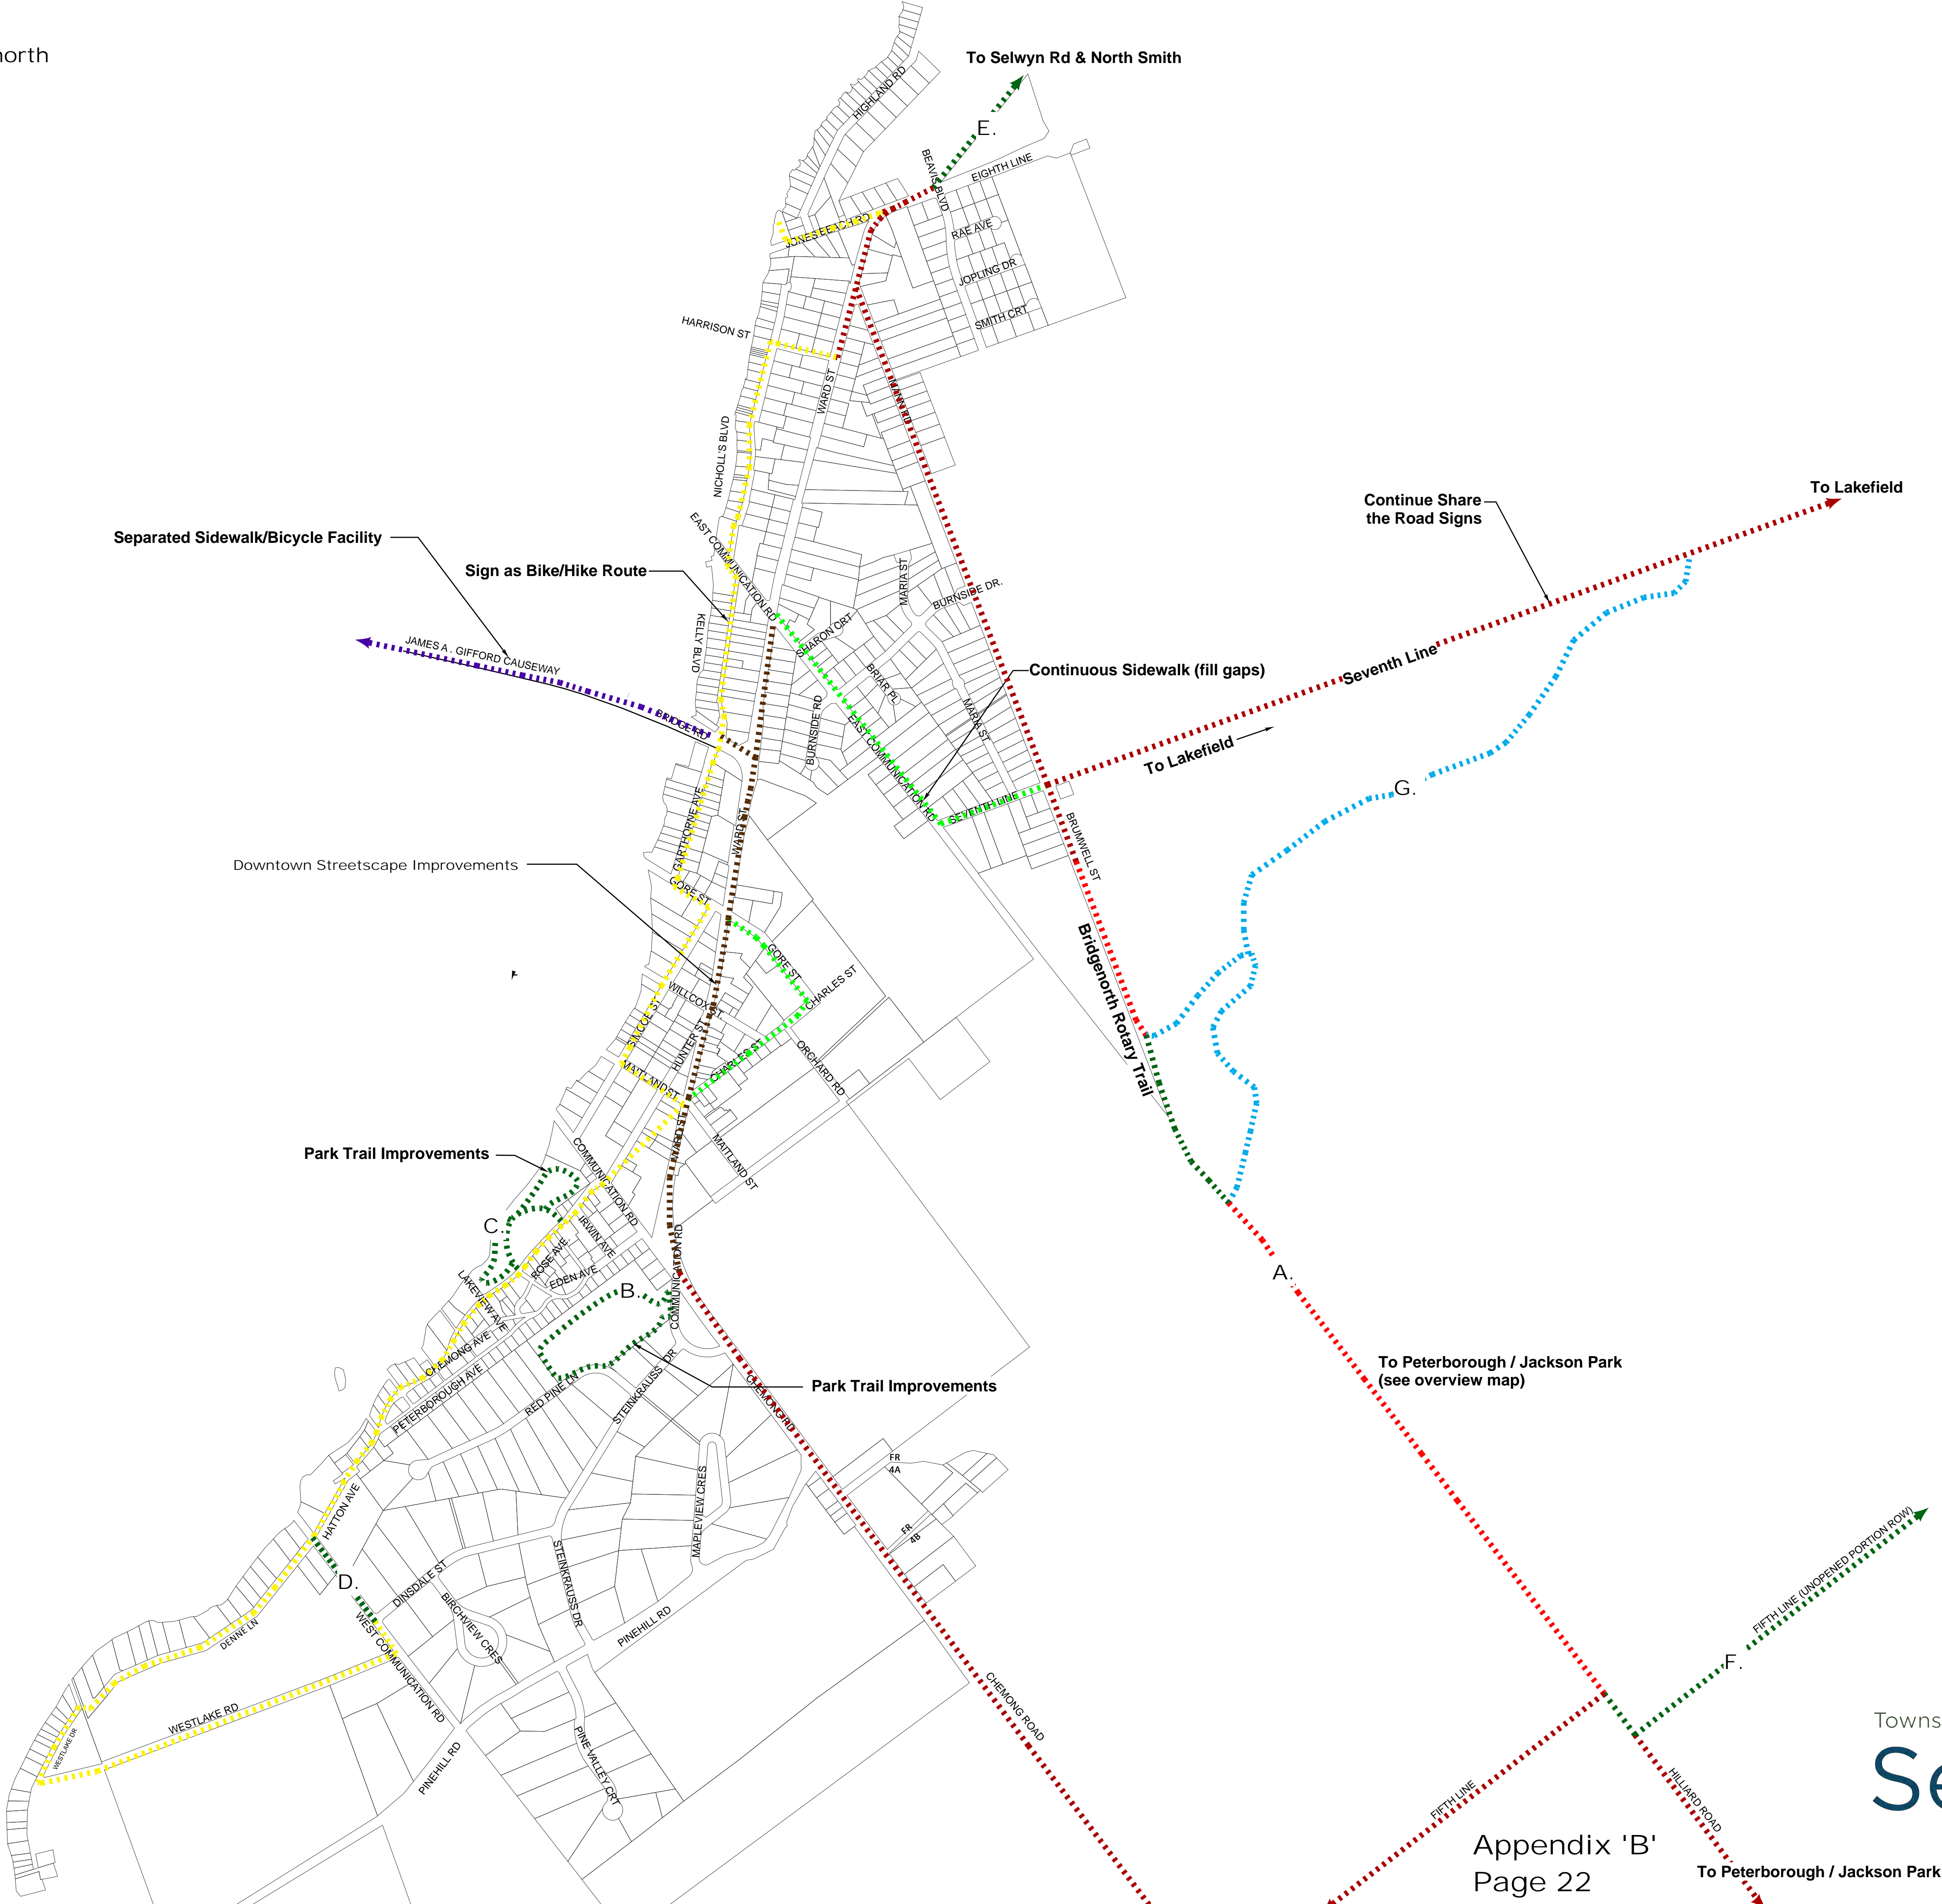 To Selwyn Rd & North Smith
HIGHLAND RD
E.
BEAVIS BLVD
EIGHTH LINE
JONES BEACH RD
RAE AVE
JOPLING DR
SMITH CRT
HARRISON ST
WARD ST
MANN RD
NICHOLL'S BLVD
Continue Share
the Road Signs
To Lakefield
Separated Sidewalk/Bicycle Facility
Sign as Bike/Hike Route
EAST COMMUNICATION RD
MARIA ST
BURNSIDE DR.
KELLY BLVD
SHARON CRT
JAMES A. GIFFORD CAUSEWAY
BRIDGE RD
BRIAR PL
Continuous Sidewalk (fill gaps)
Seventh Line
BURNSIDE RD
EAST COMMUNICATION RD
MARIA ST
To Lakefield
G.
GARTHORNE AVE
WARD ST
SEVENTH LINE
BRUMWELL ST
Downtown Streetscape Improvements
GORE ST
GORE ST
CHARLES ST
Bridgenorth Rotary Trail
WILLCOX ST
SIMCOE ST
HUNTER ST
CHARLES ST
ORCHARD RD
MAITLAND ST
WARD ST
MAITLAND ST
Park Trail Improvements
COMMUNICATION RD
C.
IRWIN AVE
ROSE AVE.
EDEN AVE
COMMUNICATION RD
A.
LAKEVIEW AVE
B.
CHEMONG AVE
PETERBOROUGH AVE
RED PINE LN
STEINKRAUSS DR
Park Trail Improvements
CHEMONG RD
To Peterborough / Jackson Park
(see overview map)
FR
4A
FR
4B
MAPLEVIEW CRES
HATTON AVE
D.
DINSDALE ST
STEINKRAUSS DR
BIRCHVIEW CRES
PINEHILL RD
DENNE LN
WEST COMMUNICATION RD
WESTLAKE RD
WESTLAKE DR
PINEHILL RD
PINE VALLEY CRT
CHEMONG ROAD
FIFTH LINE (UNOPENED PORTION ROW)
F.
FIFTH LINE
HILLIARD ROAD
Appendix 'B'
Page 22
To Peterborough / Jackson Park